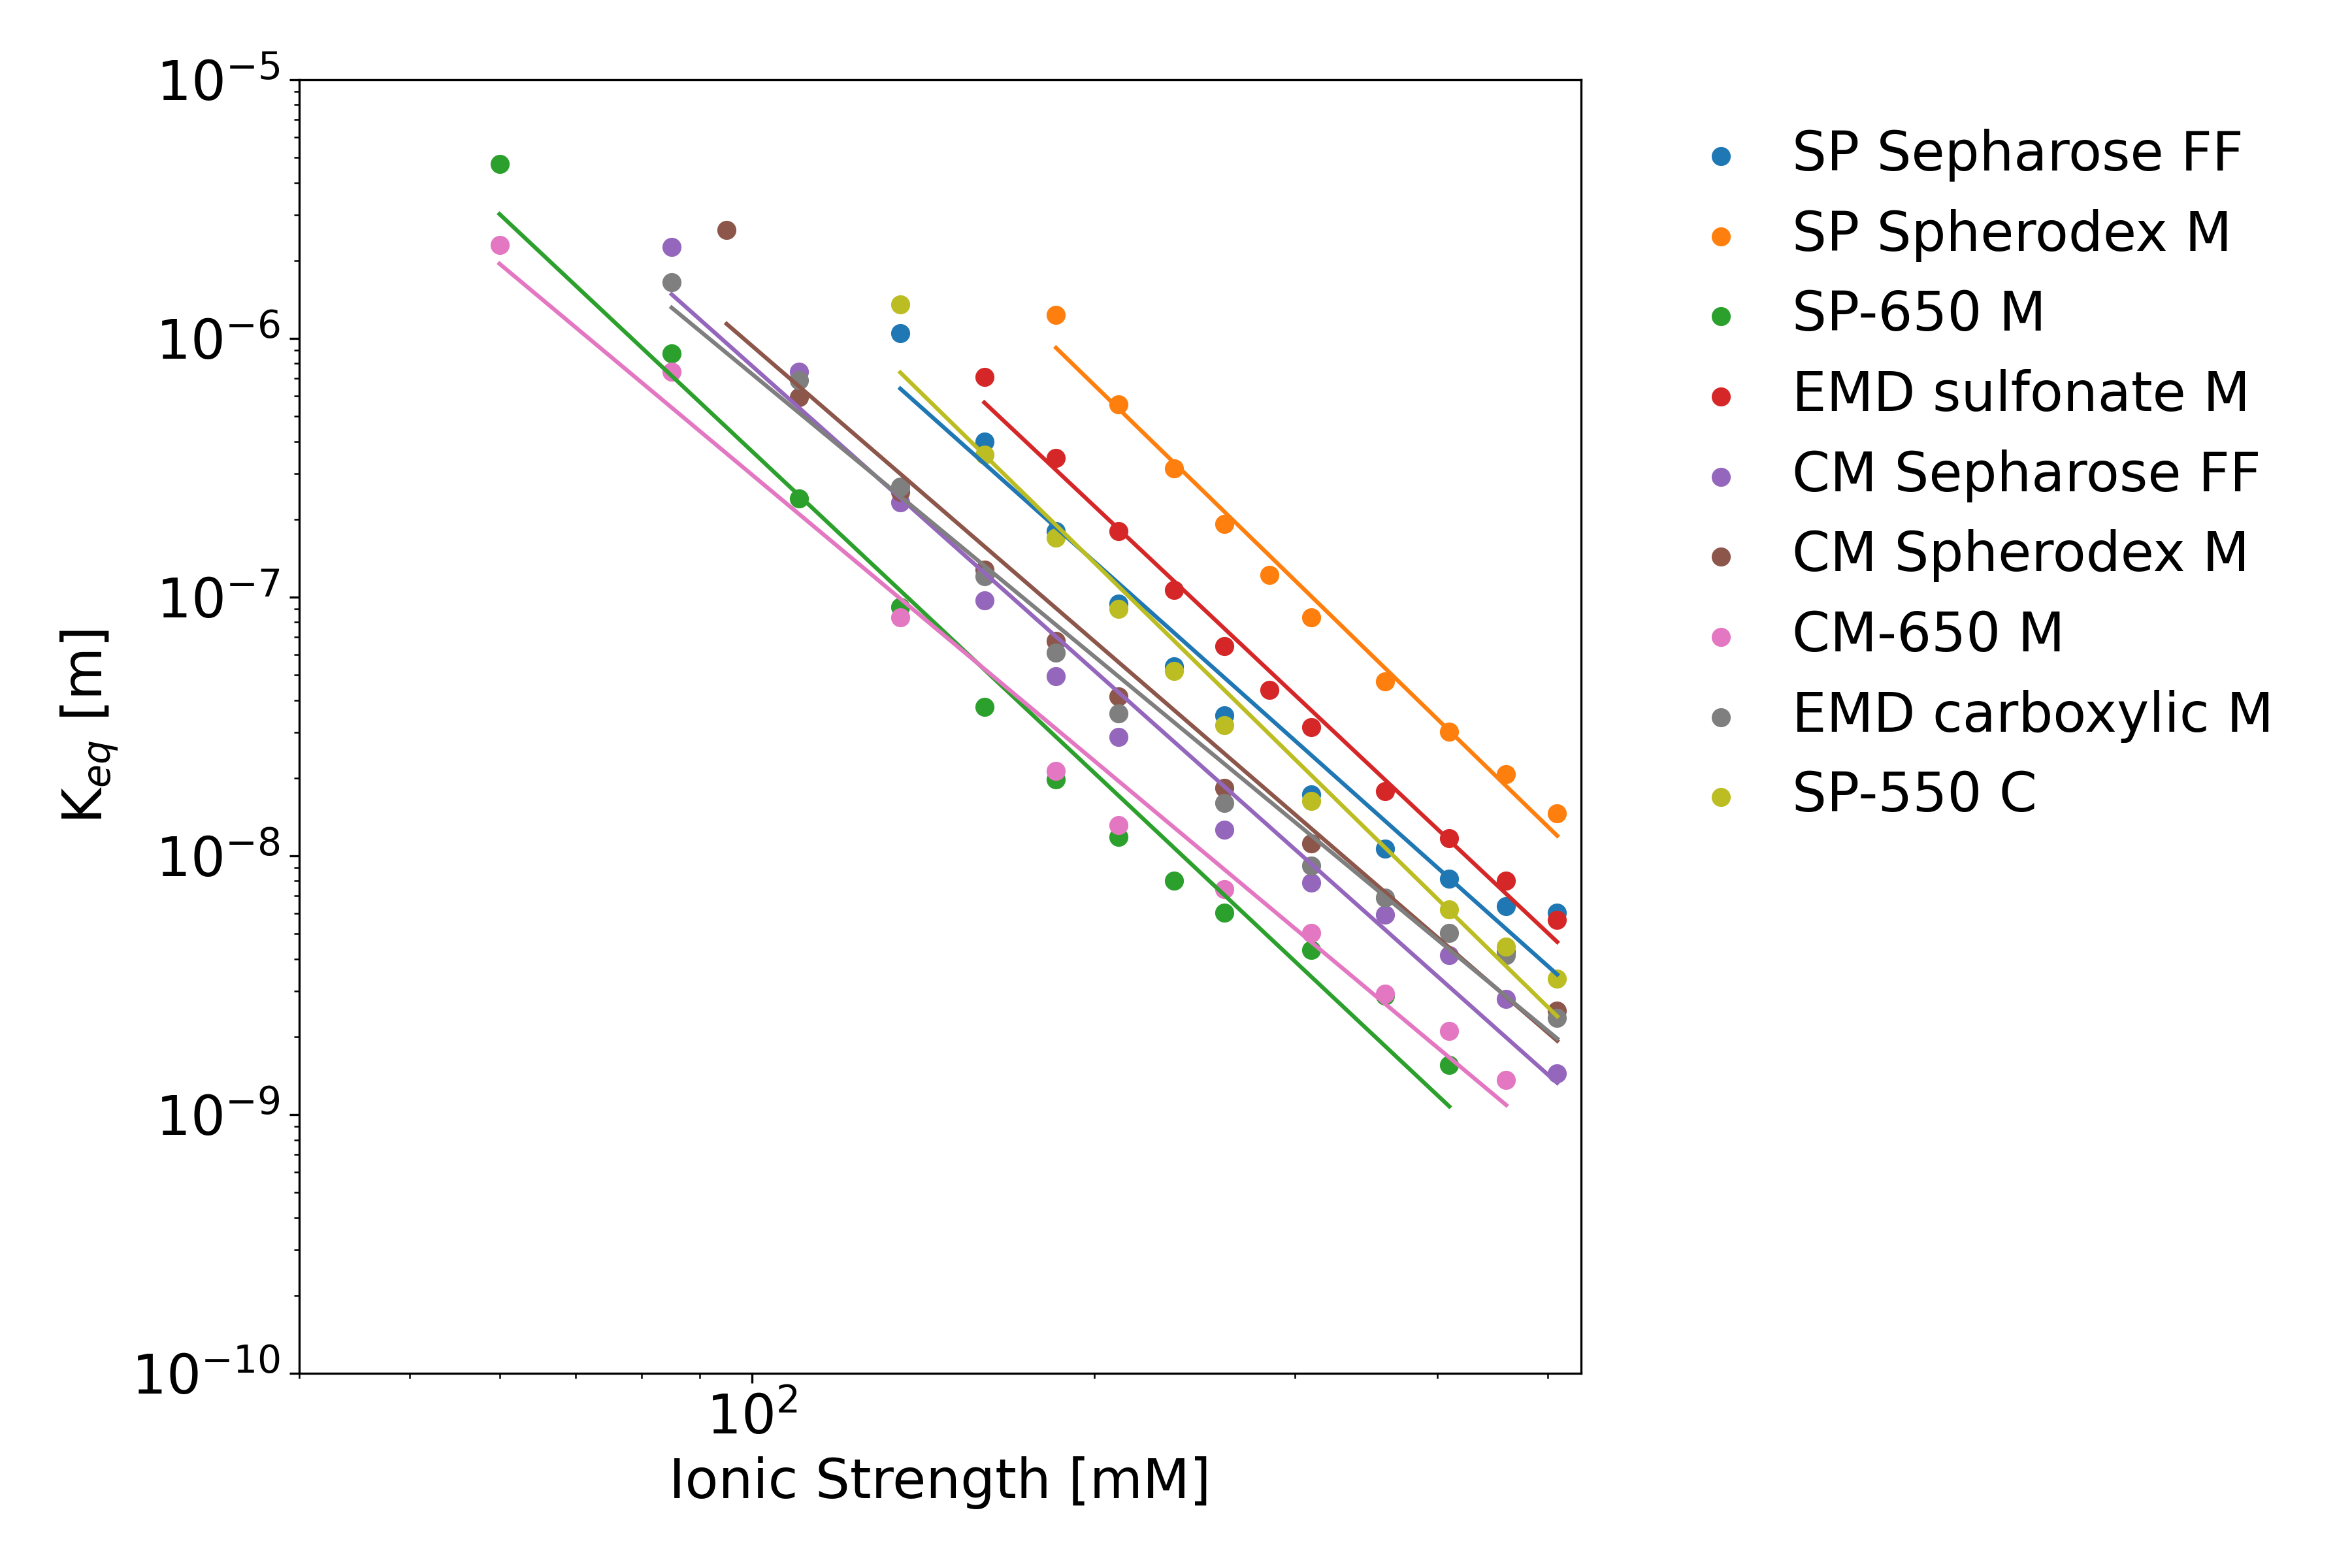 10⁻⁵
10⁻⁶
10⁻⁷
10⁻⁸
10⁻⁹
10⁻¹⁰
K_eq [m]
10²
Ionic Strength [mM]
SP Sepharose FF
SP Spherodex M
SP-650 M
EMD sulfonate M
CM Sepharose FF
CM Spherodex M
CM-650 M
EMD carboxylic M
SP-550 C